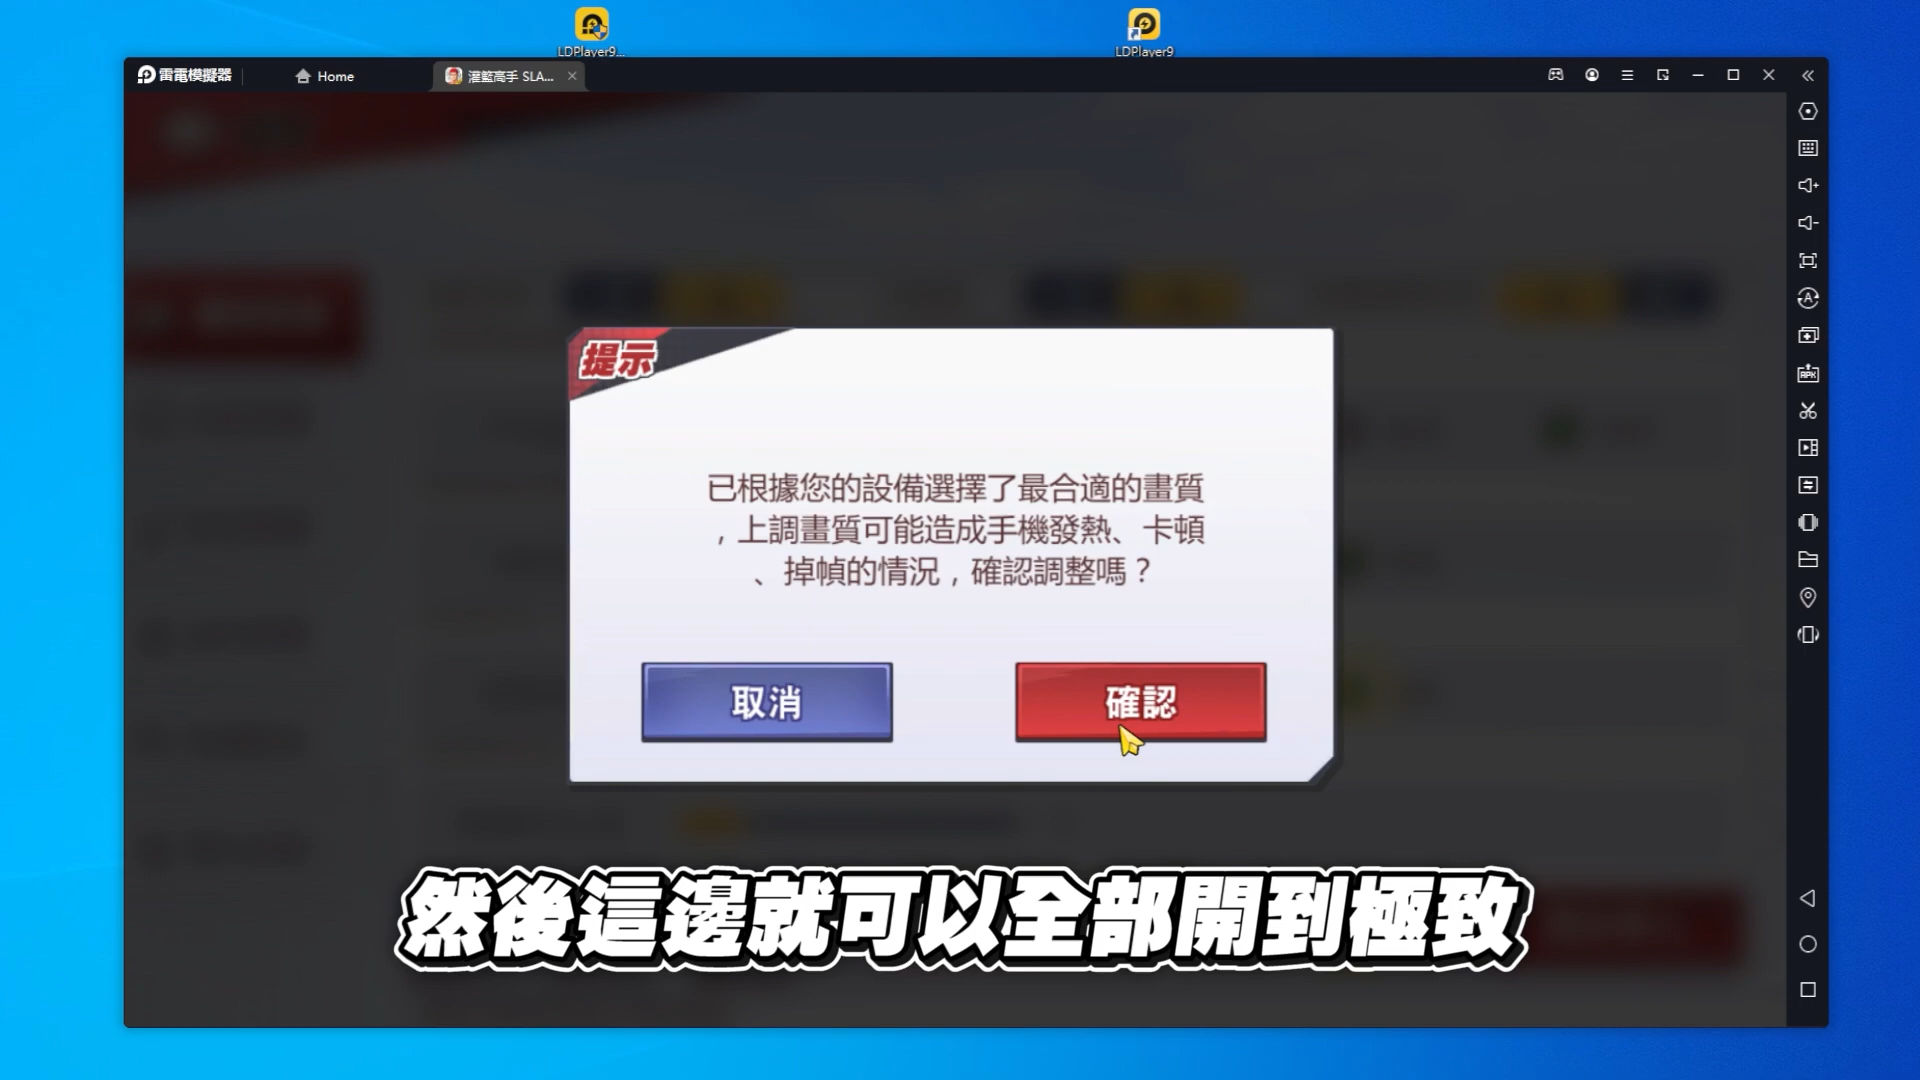 LDPlayer9...
LDPlayer9
雷電模擬器
Home
灌籃高手 SLA...
提示
已根據您的設備選擇了最合適的畫質
，上調畫質可能造成手機發熱、卡頓
、掉幀的情況，確認調整嗎？
取消
確認
然後這邊就可以全部開到極致
APK